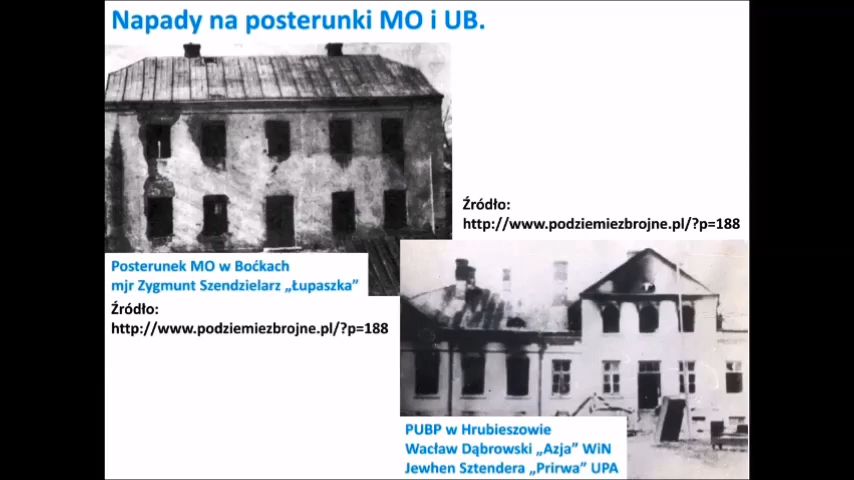 Napady na posterunki MO i UB.
Źródło:
http://www.podziemiezbrojne.pl/?p=188
Posterunek MO w Boćkach
mjr Zygmunt Szendzielarz „Łupaszka”
Źródło:
http://www.podziemiezbrojne.pl/?p=188
PUBP w Hrubieszowie
Wacław Dąbrowski „Azja” WiN
Jewhen Sztendera „Prirwa” UPA